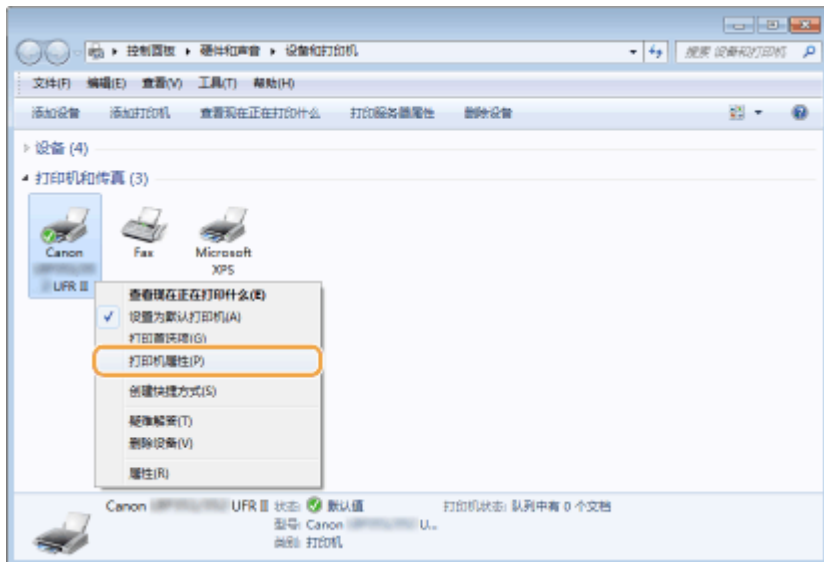 控制面板 ▸ 硬件和声音 ▸ 设备和打印机
搜索 设备和打印机
文件(F) 编辑(E) 查看(V) 工具(T) 帮助(H)
添加设备 添加打印机 查看现在正在打印什么 打印服务器属性 删除设备
设备 (4)
打印机和传真 (3)
Canon
UFR II
Fax
Microsoft
XPS
查看现在正在打印什么(E)
设置为默认打印机(A)
打印首选项(G)
打印机属性(P)
创建快捷方式(S)
疑难解答(T)
删除设备(V)
属性(R)
Canon UFR II 状态: 默认值 打印机状态: 队列中有 0 个文档
型号: Canon U...
类别: 打印机